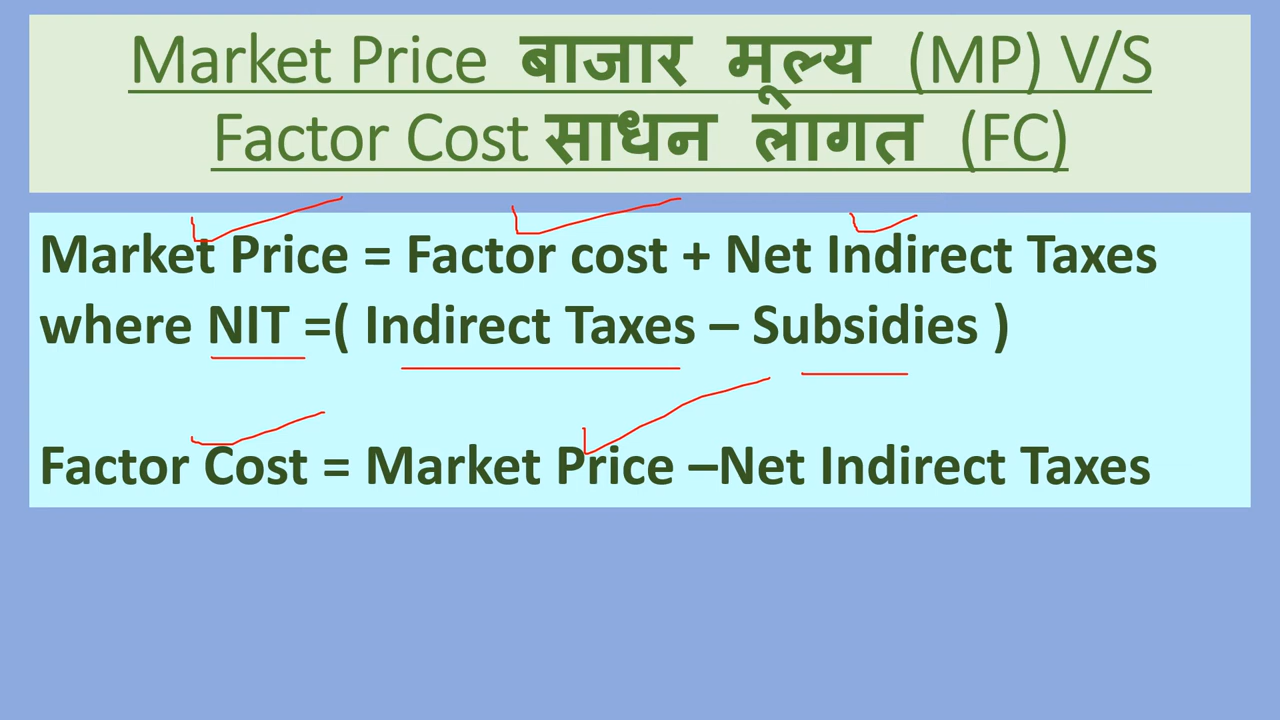 Market Price बाजार मूल्य (MP) V/S
Factor Cost साधन लागत (FC)
Market Price = Factor cost + Net Indirect Taxes
where NIT =( Indirect Taxes – Subsidies )
Factor Cost = Market Price –Net Indirect Taxes